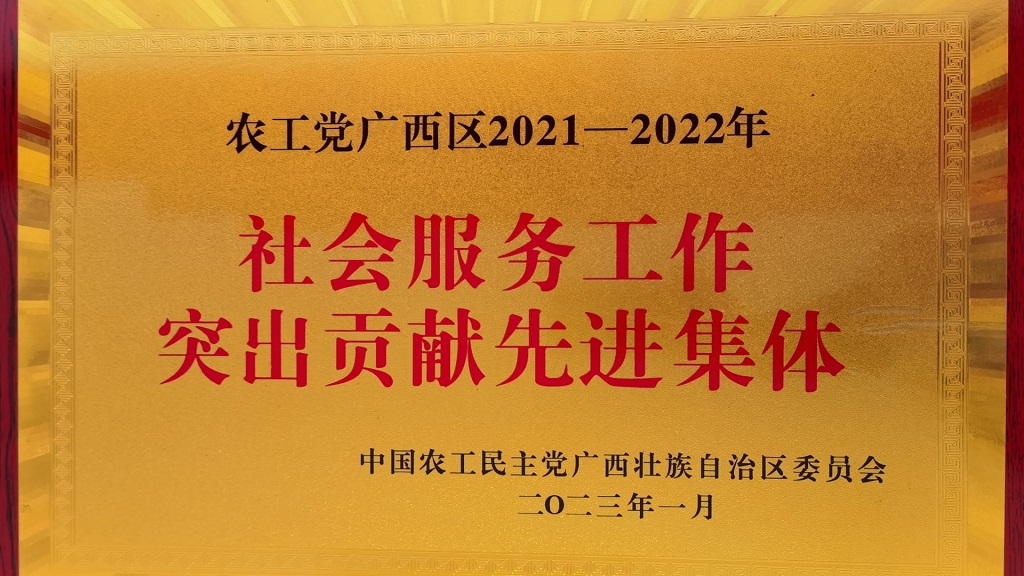 农工党广西区2021—2022年
社会服务工作
突出贡献先进集体
中国农工民主党广西壮族自治区委员会
二O二三年一月